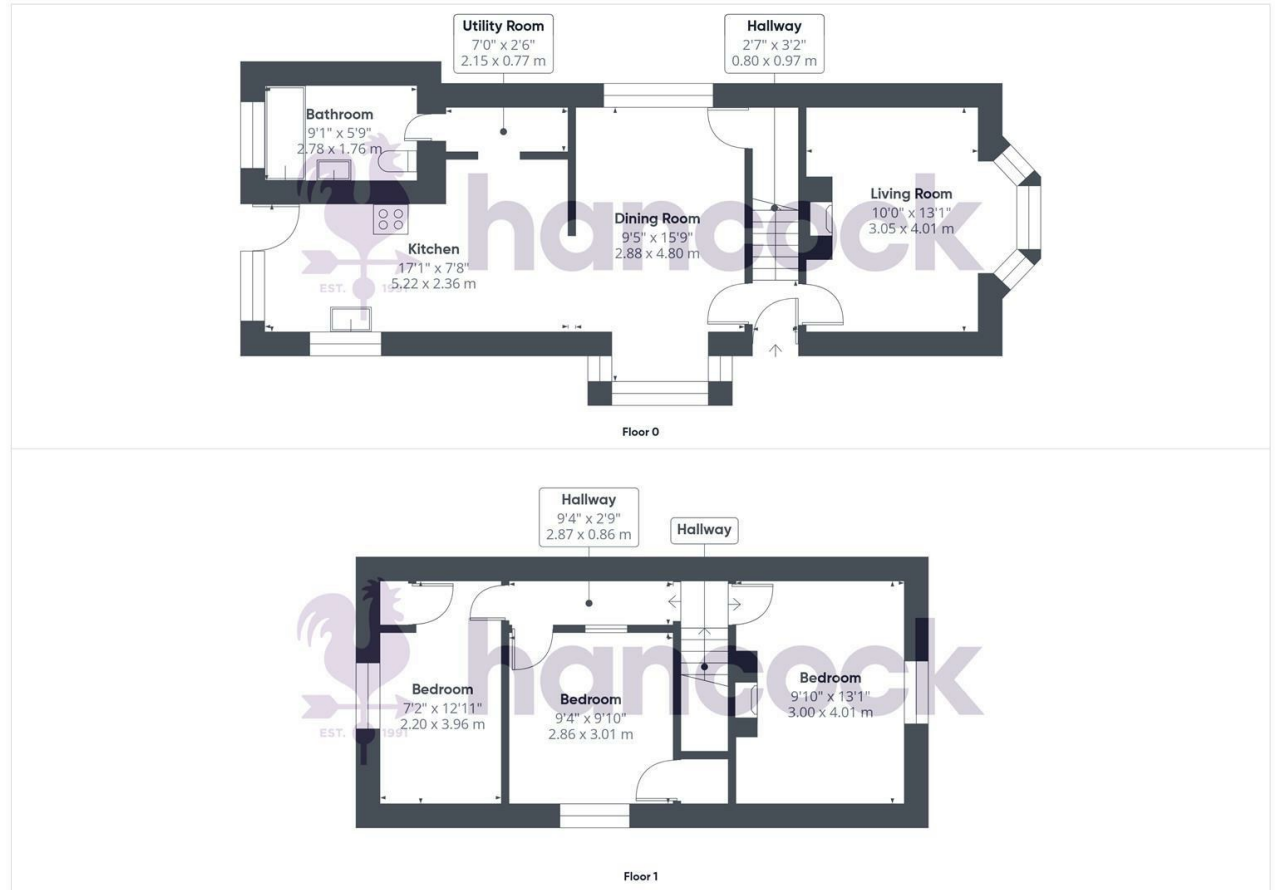 Utility Room
7'0" x 2'6"
2.15 x 0.77 m
Hallway
2'7" x 3'2"
0.80 x 0.97 m
Bathroom
9'1" x 5'9"
2.78 x 1.76 m
Living Room
10'0" x 13'1"
3.05 x 4.01 m
Dining Room
9'5" x 15'9"
2.88 x 4.80 m
Kitchen
17'1" x 7'8"
5.22 x 2.36 m
hancock
EST. 1991
Floor 0
Hallway
9'4" x 2'9"
2.87 x 0.86 m
Hallway
Bedroom
7'2" x 12'11"
2.20 x 3.96 m
Bedroom
9'4" x 9'10"
2.86 x 3.01 m
Bedroom
9'10" x 13'1"
3.00 x 4.01 m
hancock
EST. 1991
Floor 1